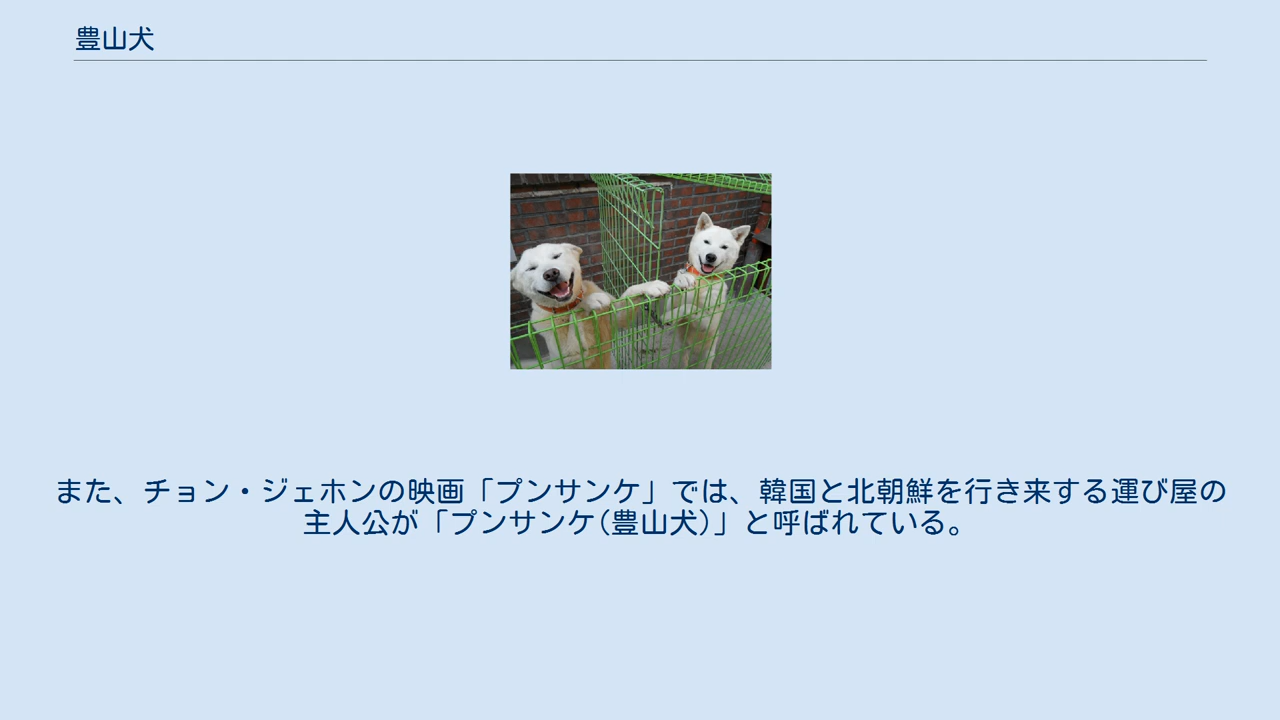 豊山犬
また、チョン・ジェホンの映画「プンサンケ」では、韓国と北朝鮮を行き来する運び屋の
主人公が「プンサンケ(豊山犬)」と呼ばれている。